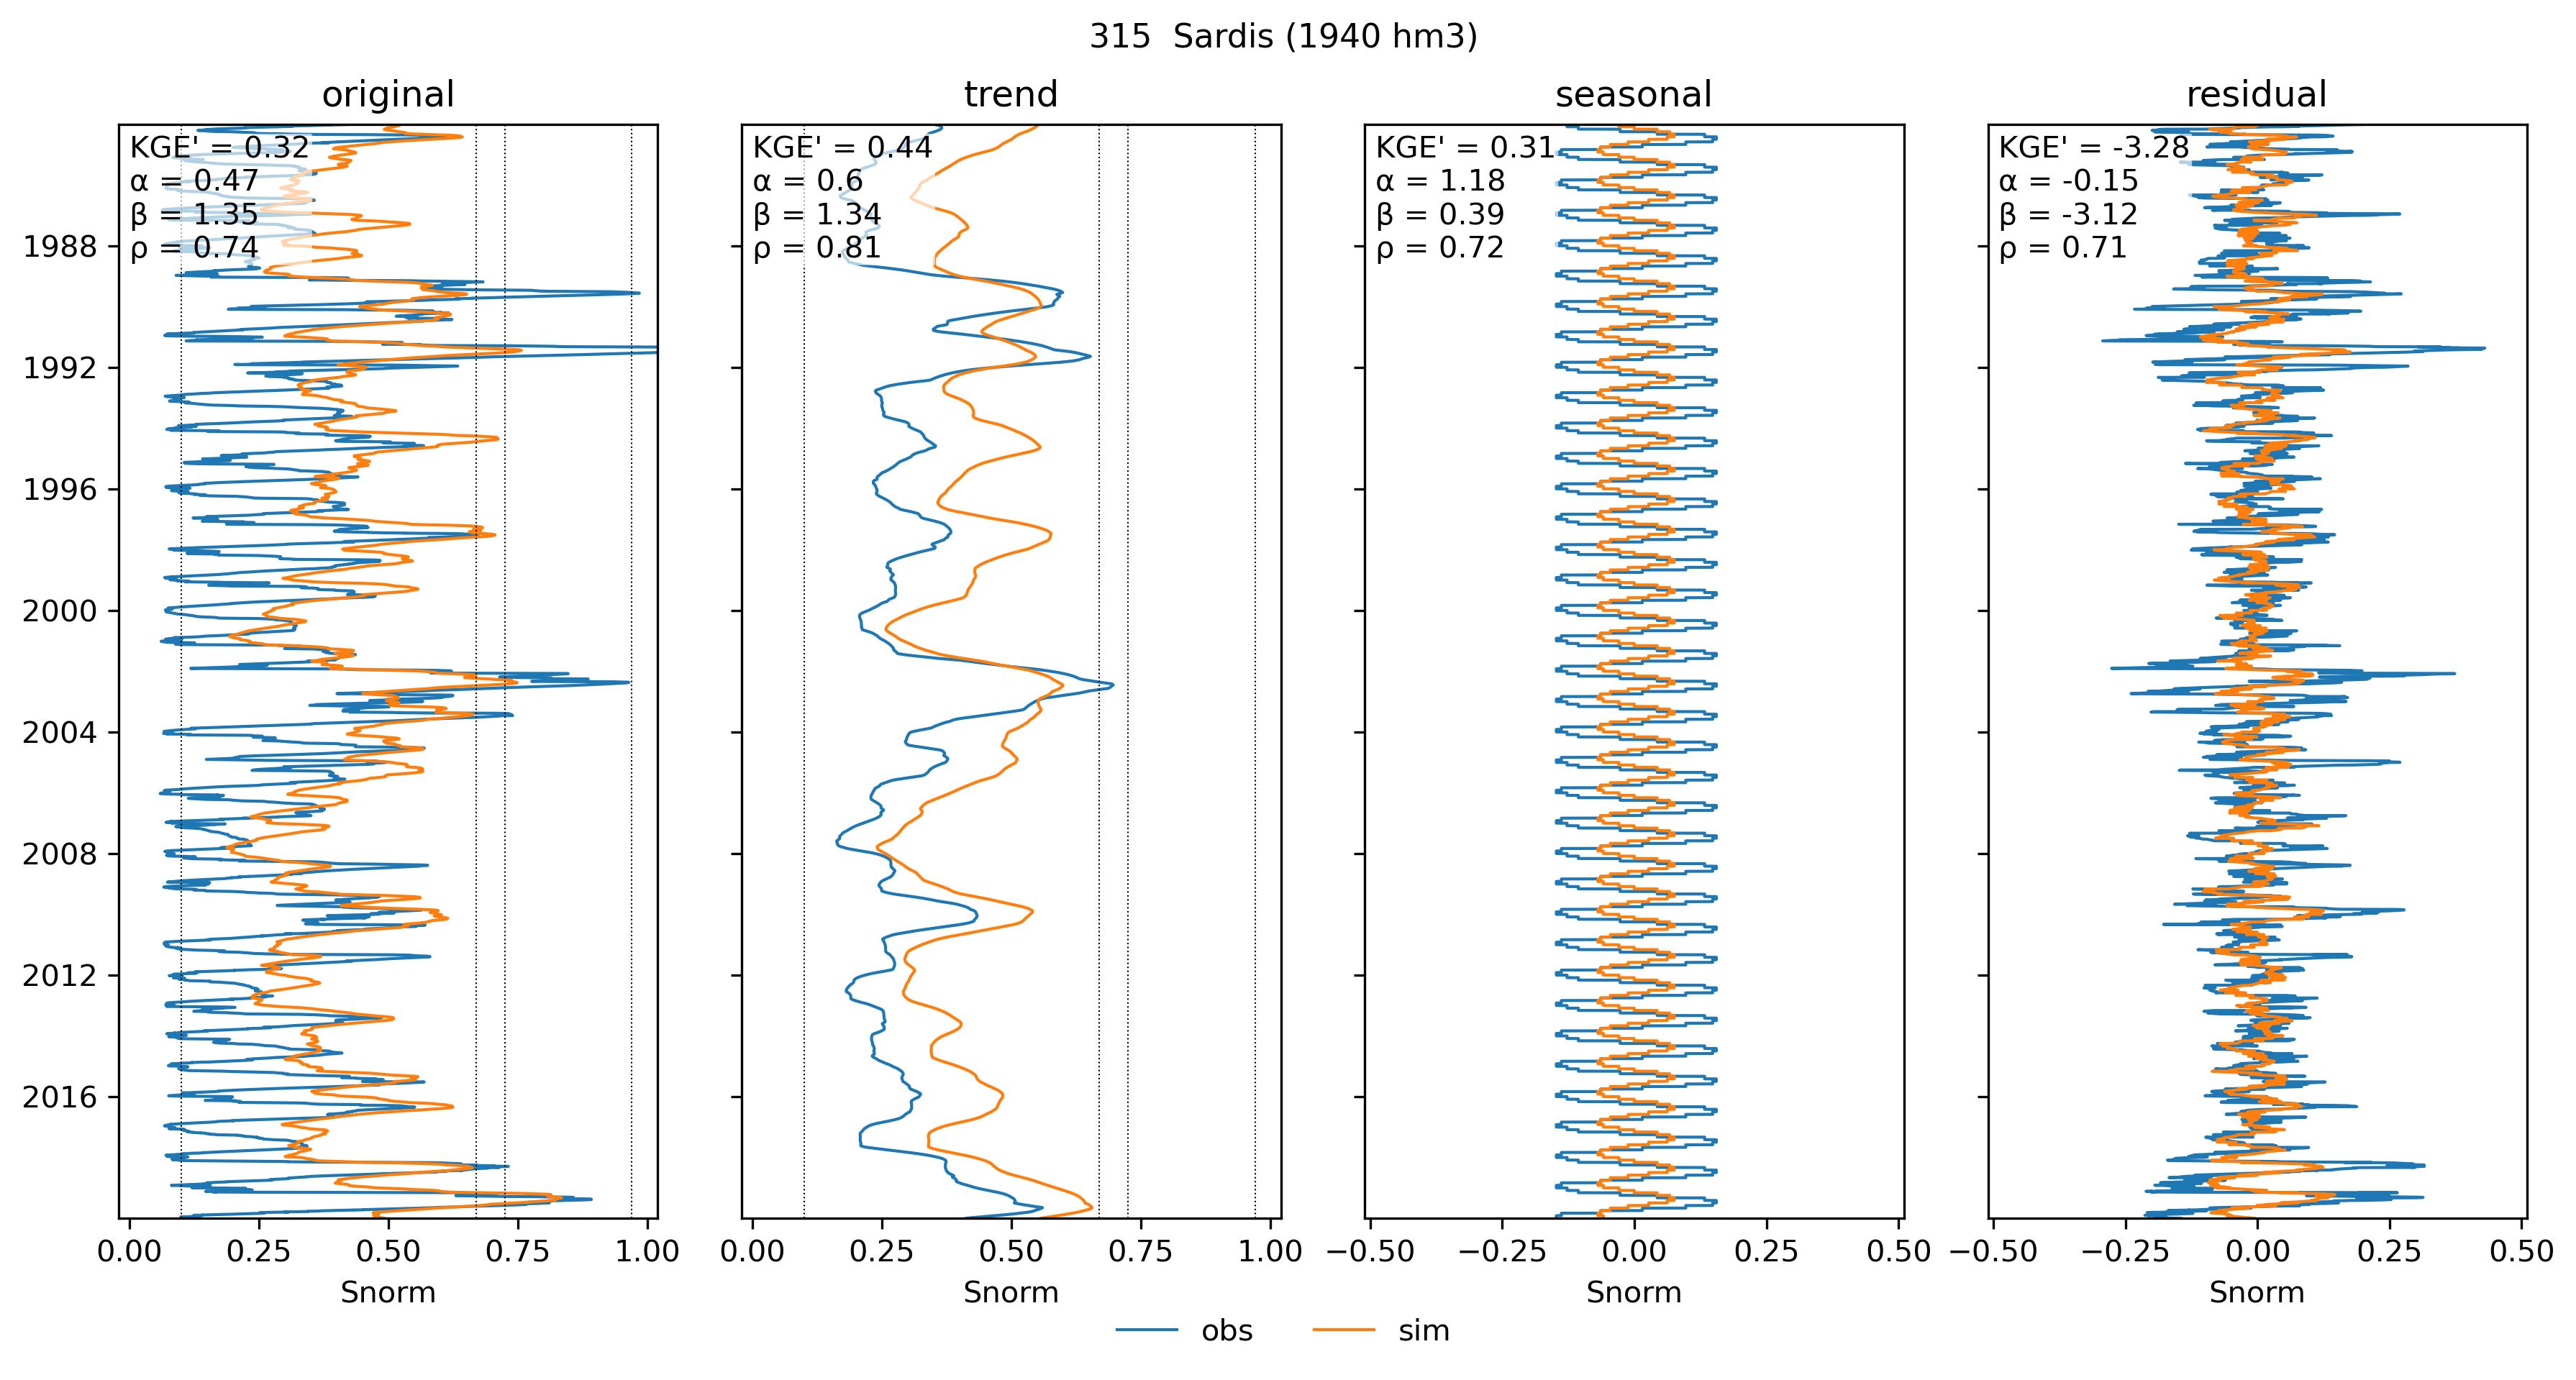 315  Sardis (1940 hm3)
original
trend
seasonal
residual
KGE' = 0.32
α = 0.47
β = 1.35
ρ = 0.74
KGE' = 0.44
α = 0.6
β = 1.34
ρ = 0.81
KGE' = 0.31
α = 1.18
β = 0.39
ρ = 0.72
KGE' = -3.28
α = -0.15
β = -3.12
ρ = 0.71
1988
1992
1996
2000
2004
2008
2012
2016
0.00 0.25 0.50 0.75 1.00
0.00 0.25 0.50 0.75 1.00
−0.50 −0.25 0.00 0.25 0.50
−0.50 −0.25 0.00 0.25 0.50
Snorm
Snorm
Snorm
Snorm
obs sim